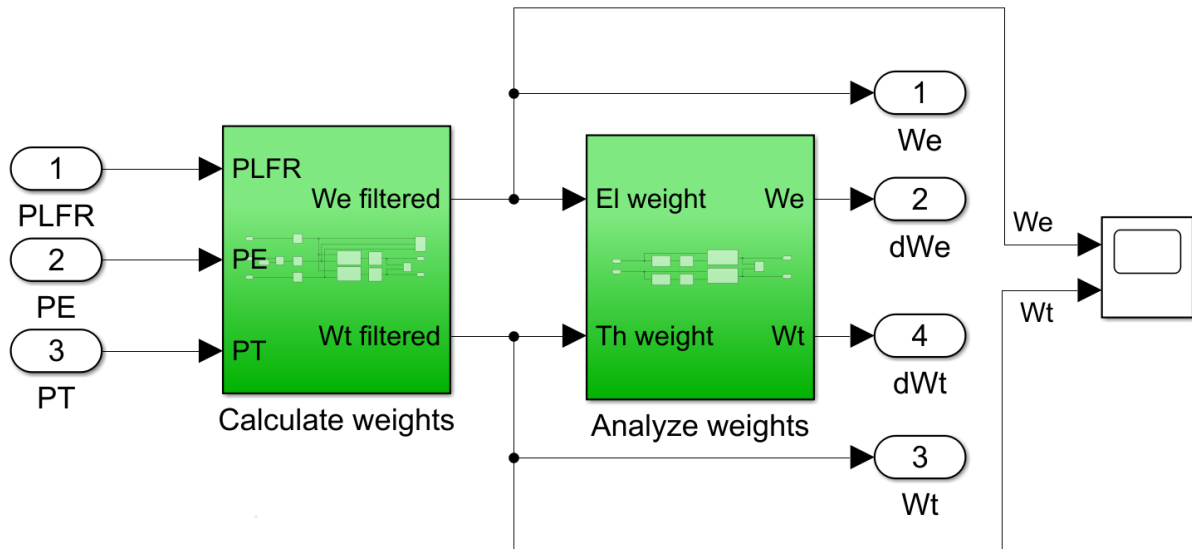 1
PLFR
2
PE
3
PT
PLFR
PE
PT
We filtered
Wt filtered
Calculate weights
El weight
Th weight
We
Wt
Analyze weights
1
We
2
dWe
4
dWt
3
Wt
We
Wt